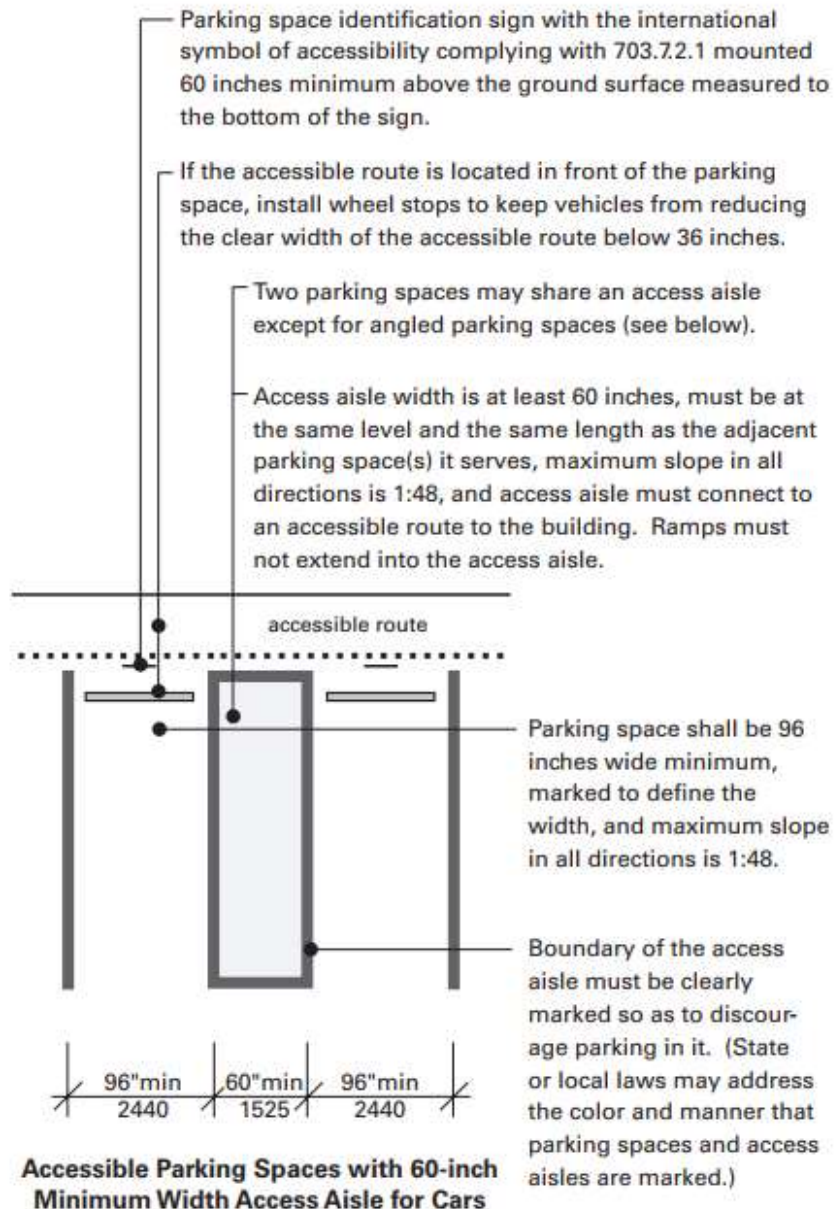 Parking space identification sign with the international
symbol of accessibility complying with 703.7.2.1 mounted
60 inches minimum above the ground surface measured to
the bottom of the sign.
If the accessible route is located in front of the parking
space, install wheel stops to keep vehicles from reducing
the clear width of the accessible route below 36 inches.
Two parking spaces may share an access aisle
except for angled parking spaces (see below).
Access aisle width is at least 60 inches, must be at
the same level and the same length as the adjacent
parking space(s) it serves, maximum slope in all
directions is 1:48, and access aisle must connect to
an accessible route to the building. Ramps must
not extend into the access aisle.
accessible route
Parking space shall be 96
inches wide minimum,
marked to define the
width, and maximum slope
in all directions is 1:48.
Boundary of the access
aisle must be clearly
marked so as to discour-
age parking in it. (State
or local laws may address
the color and manner that
parking spaces and access
aisles are marked.)
96"min 60"min 96"min
2440 1525 2440
Accessible Parking Spaces with 60-inch
Minimum Width Access Aisle for Cars